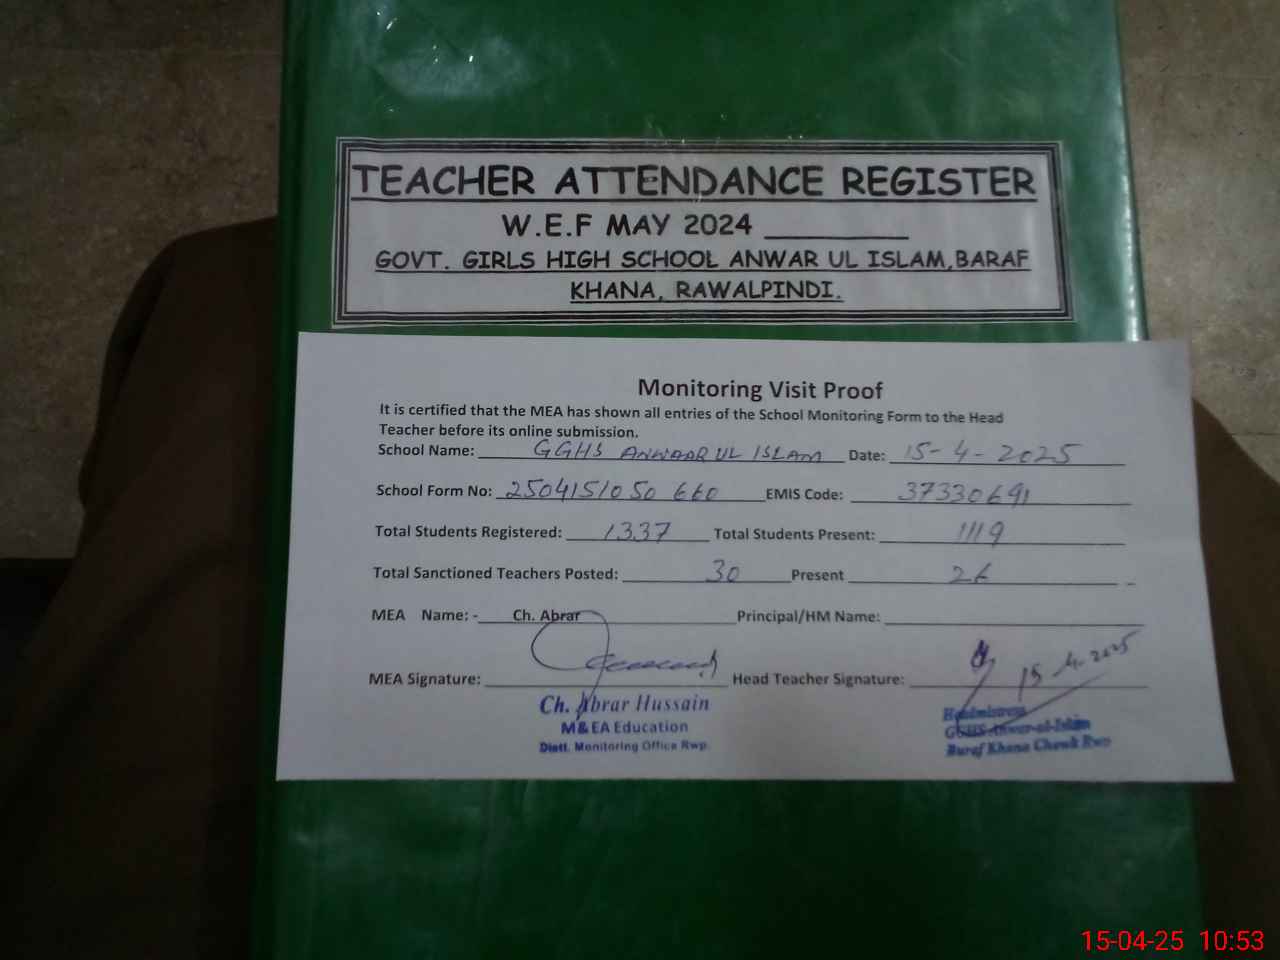 TEACHER ATTENDANCE REGISTER
W.E.F MAY 2024 ________
GOVT. GIRLS HIGH SCHOOL ANWAR UL ISLAM,BARAF
KHANA, RAWALPINDI.
Monitoring Visit Proof
It is certified that the MEA has shown all entries of the School Monitoring Form to the Head
Teacher before its online submission.
School Name: GGHS ANWAAR UL ISLAM Date: 15-4-2025
School Form No: 2504151050 660 EMIS Code: 37330691
Total Students Registered: 1337 Total Students Present: 1119
Total Sanctioned Teachers Posted: 30 Present 26
MEA Name: - Ch. Abrar Principal/HM Name:
15-4-2025
MEA Signature: Head Teacher Signature:
Ch. Abrar Hussain
M&EA Education
Distt. Monitoring Office Rwp.
Headmistress
GGHS Anwar-ul-Islam
Baraf Khana Chowk Rwp
15-04-25 10:53